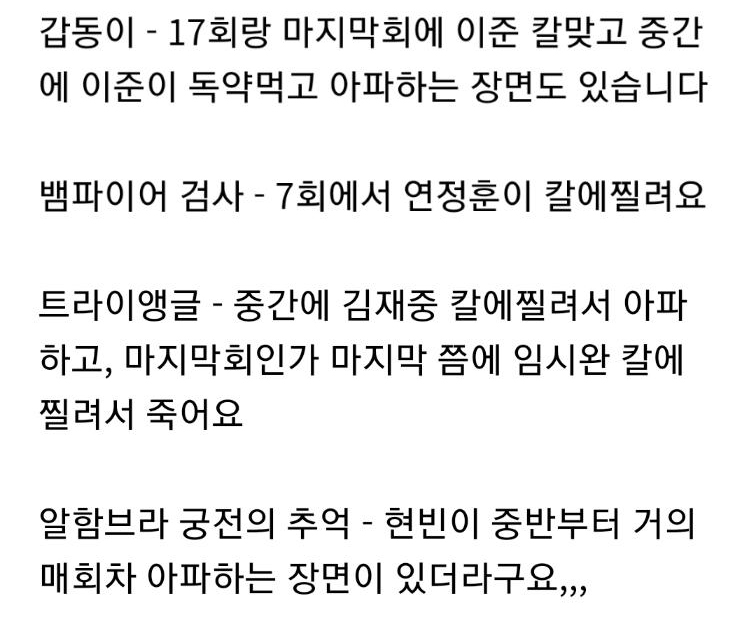 갑동이 - 17회랑 마지막회에 이준 칼맞고 중간
에 이준이 독약먹고 아파하는 장면도 있습니다
뱀파이어 검사 - 7회에서 연정훈이 칼에찔려요
트라이앵글 - 중간에 김재중 칼에찔려서 아파
하고, 마지막회인가 마지막 쯤에 임시완 칼에
찔려서 죽어요
알함브라 궁전의 추억 - 현빈이 중반부터 거의
매회차 아파하는 장면이 있더라구요,,,